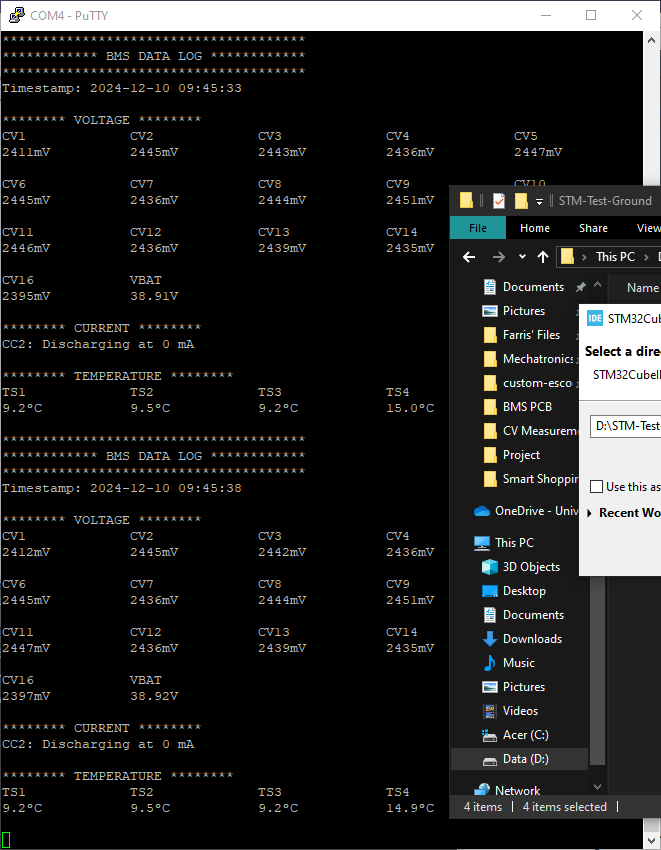 COM4 - PuTTY
**************************************
************ BMS DATA LOG ************
**************************************
Timestamp: 2024-12-10 09:45:33
******** VOLTAGE ********
CV1 CV2 CV3 CV4 CV5
2411mV 2445mV 2443mV 2436mV 2447mV
CV6 CV7 CV8 CV9 CV10
2445mV 2436mV 2444mV 2451mV
CV11 CV12 CV13 CV14
2446mV 2436mV 2439mV 2435mV
CV16 VBAT
2395mV 38.91V
******** CURRENT ********
CC2: Discharging at 0 mA
******** TEMPERATURE ********
TS1 TS2 TS3 TS4
9.2°C 9.5°C 9.2°C 15.0°C
**************************************
************ BMS DATA LOG ************
**************************************
Timestamp: 2024-12-10 09:45:38
******** VOLTAGE ********
CV1 CV2 CV3 CV4
2412mV 2445mV 2442mV 2436mV
CV6 CV7 CV8 CV9
2445mV 2436mV 2444mV 2451mV
CV11 CV12 CV13 CV14
2447mV 2436mV 2439mV 2435mV
CV16 VBAT
2397mV 38.92V
******** CURRENT ********
CC2: Discharging at 0 mA
******** TEMPERATURE ********
TS1 TS2 TS3 TS4
9.2°C 9.5°C 9.2°C 14.9°C
STM-Test-Ground
File Home Share View
This PC
Name
Documents
Pictures
Farris' Files
Mechatronics
custom-esco
BMS PCB
CV Measurem
Project
Smart Shoppin
OneDrive - Univ
This PC
3D Objects
Desktop
Documents
Downloads
Music
Pictures
Videos
Acer (C:)
Data (D:)
Network
4 items 4 items selected
IDE STM32Cub
Select a dire
STM32CubeI
D:\STM-Test
Use this as
Recent Wo